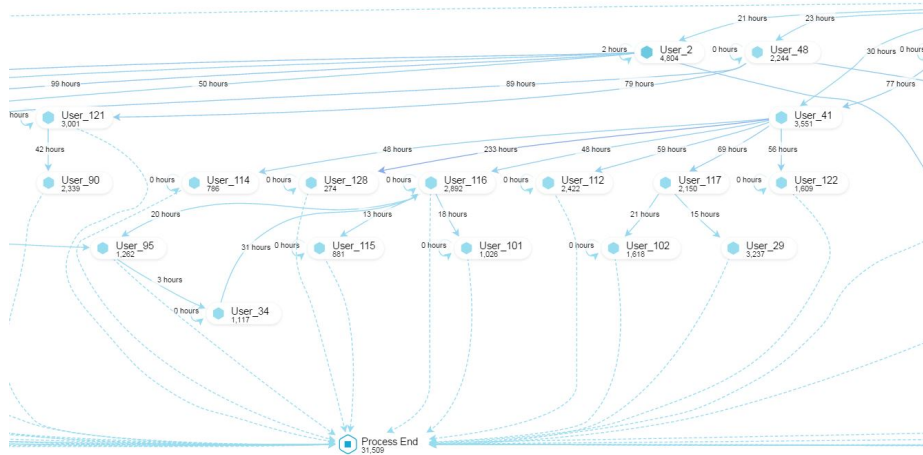 21 hours
23 hours
2 hours
User_2
4,804
0 hours
User_48
2,244
30 hours
0 hours
99 hours
50 hours
89 hours
79 hours
77 hours
hours
User_121
3,001
User_41
3,551
42 hours
48 hours
233 hours
48 hours
59 hours
69 hours
56 hours
User_90
2,339
0 hours
User_114
786
0 hours
User_128
274
0 hours
User_116
2,892
0 hours
User_112
2,422
User_117
2,150
0 hours
User_122
1,609
20 hours
13 hours
18 hours
21 hours
15 hours
User_95
1,262
31 hours
0 hours
User_115
881
0 hours
User_101
1,026
0 hours
User_102
1,618
User_29
3,237
3 hours
0 hours
User_34
1,117
Process End
31,509